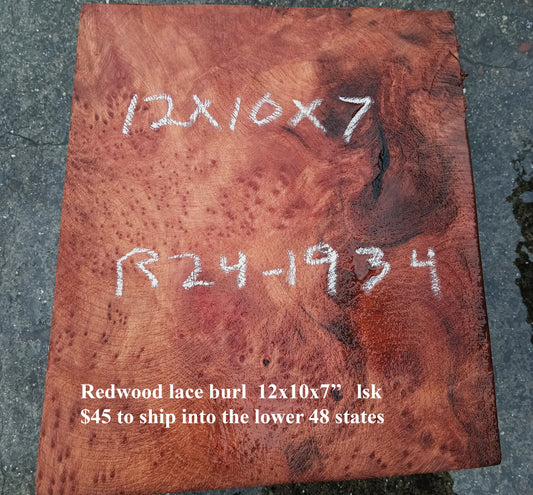 12x10x7
R24-1934
Redwood lace burl 12x10x7” lsk
$45 to ship into the lower 48 states